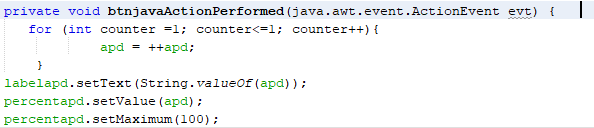 private void btnjavaActionPerformed(java.awt.event.ActionEvent evt) {
for (int counter =1; counter<=1; counter++){
apd = ++apd;
}
labelapd.setText(String.valueOf(apd));
percentapd.setValue(apd);
percentapd.setMaximum(100);